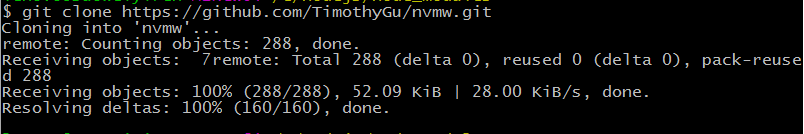 $ git clone https://github.com/TimothyGu/nvmw.git
Cloning into 'nvmw'...
remote: Counting objects: 288, done.
Receiving objects:  7remote: Total 288 (delta 0), reused 0 (delta 0), pack-reuse
d 288
Receiving objects: 100% (288/288), 52.09 KiB | 28.00 KiB/s, done.
Resolving deltas: 100% (160/160), done.